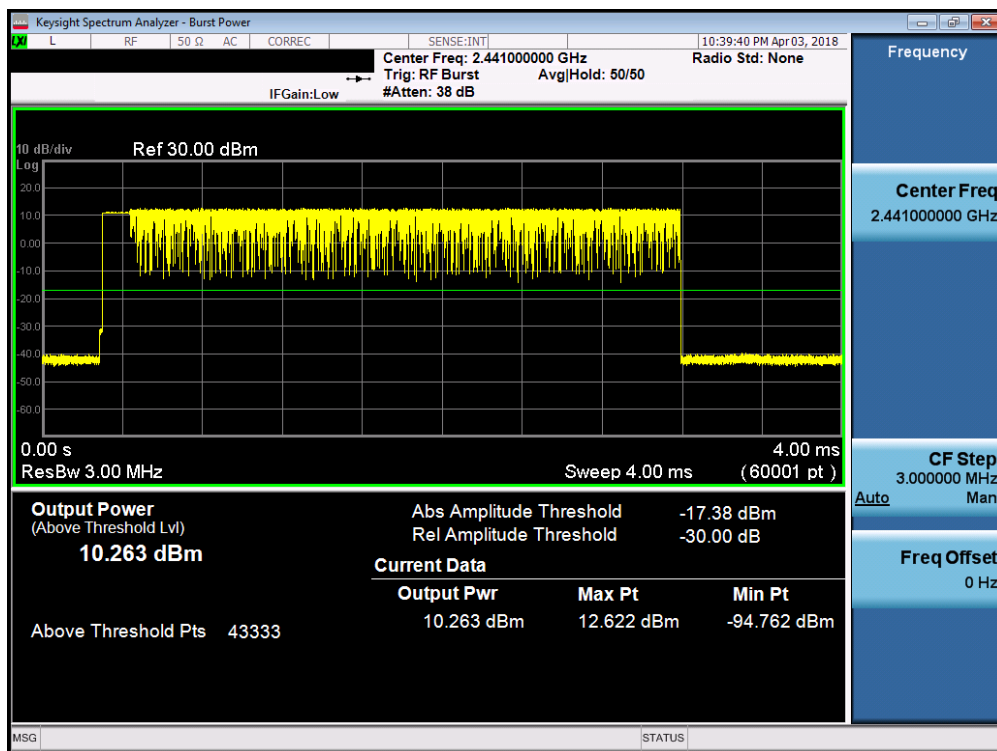 Keysight Spectrum Analyzer - Burst Power
LXI L RF 50 Ω AC CORREC SENSE:INT 10:39:40 PM Apr 03, 2018
Center Freq: 2.441000000 GHz Radio Std: None
Trig: RF Burst Avg|Hold: 50/50
IFGain:Low #Atten: 38 dB
10 dB/div Ref 30.00 dBm
Log
20.0
10.0
0.00
-10.0
-20.0
-30.0
-40.0
-50.0
-60.0
0.00 s 4.00 ms
ResBw 3.00 MHz Sweep 4.00 ms (60001 pt)
Output Power
(Above Threshold Lvl)
10.263 dBm
Above Threshold Pts 43333
Abs Amplitude Threshold -17.38 dBm
Rel Amplitude Threshold -30.00 dB
Current Data
Output Pwr Max Pt Min Pt
10.263 dBm 12.622 dBm -94.762 dBm
Frequency
Center Freq
2.441000000 GHz
CF Step
3.000000 MHz
Auto Man
Freq Offset
0 Hz
MSG STATUS